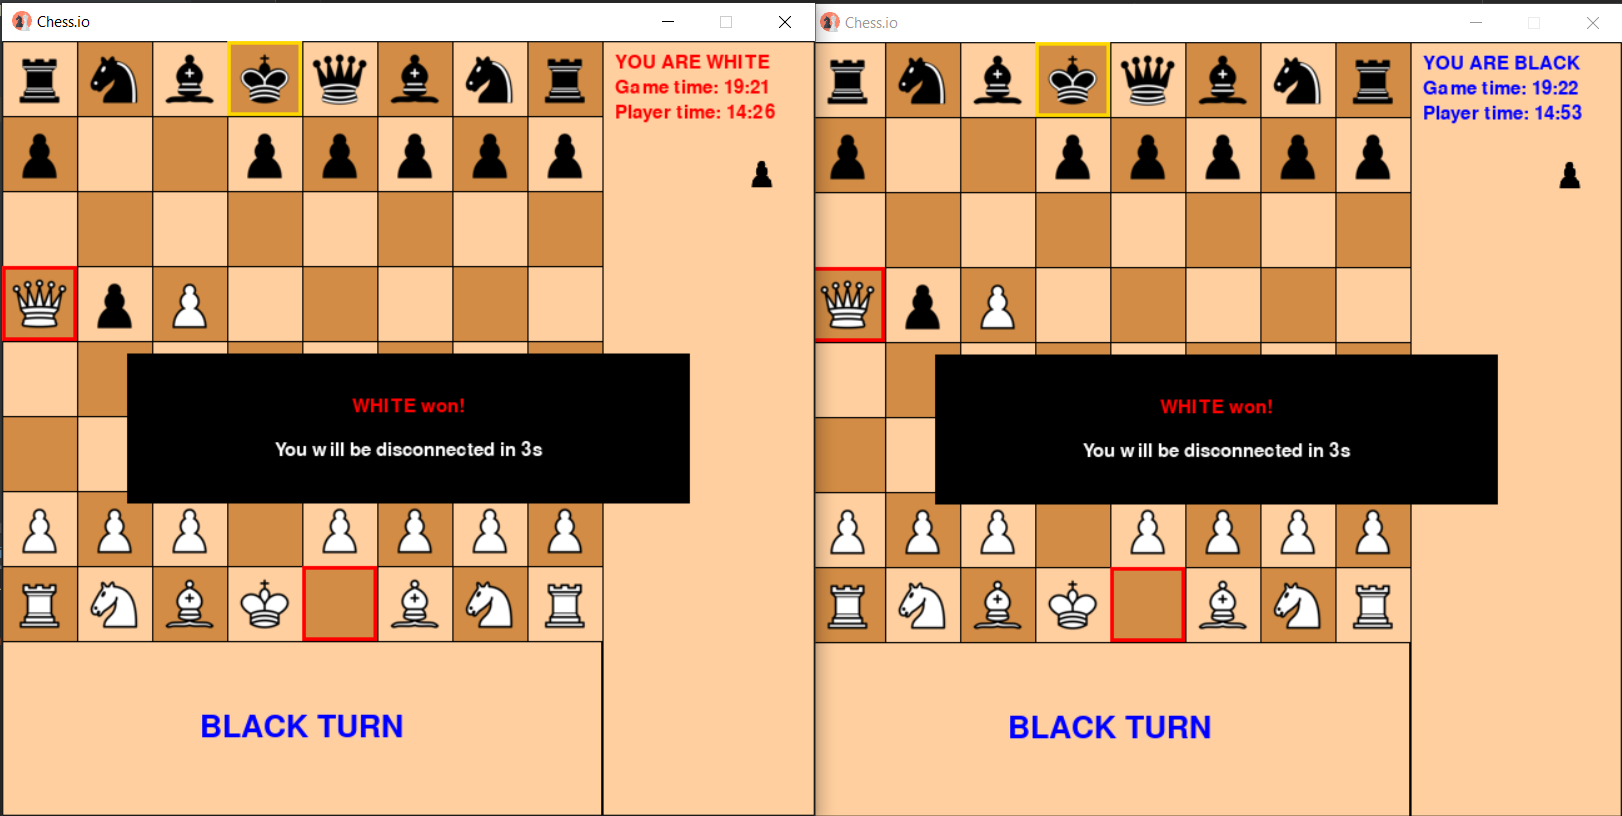 Chess.io
YOU ARE WHITE
Game time: 19:21
Player time: 14:26
WHITE won!
You will be disconnected in 3s
BLACK TURN
Chess.io
YOU ARE BLACK
Game time: 19:22
Player time: 14:53
WHITE won!
You will be disconnected in 3s
BLACK TURN